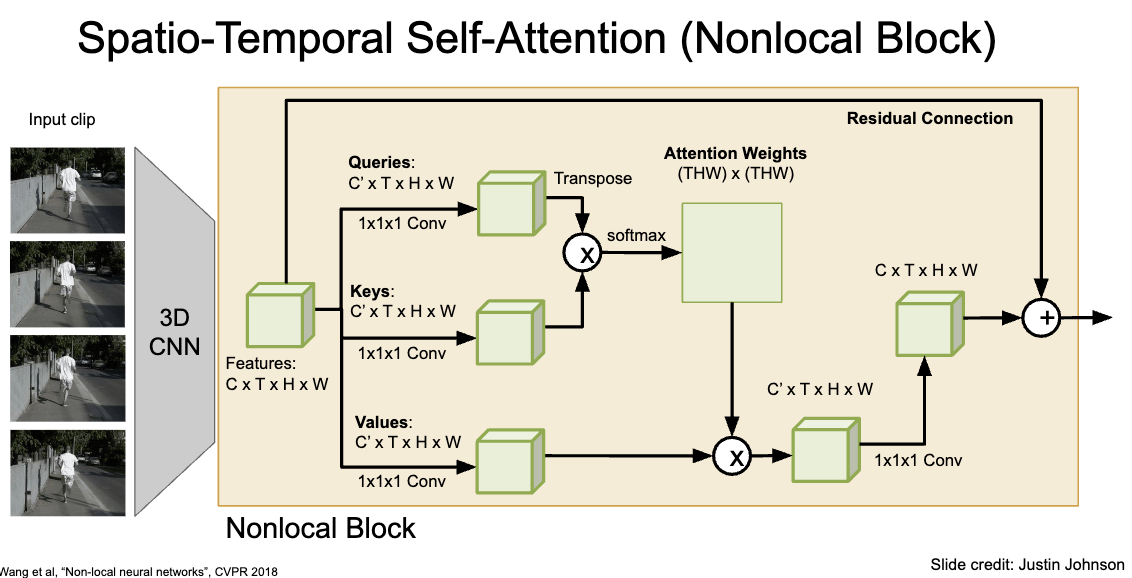 Spatio-Temporal Self-Attention (Nonlocal Block)
Input clip
3D
CNN
Features:
C x T x H x W
Queries:
C’ x T x H x W
1x1x1 Conv
Keys:
C’ x T x H x W
1x1x1 Conv
Values:
C’ x T x H x W
1x1x1 Conv
Transpose
x
softmax
Attention Weights
(THW) x (THW)
Residual Connection
x
C’ x T x H x W
1x1x1 Conv
C x T x H x W
+
Nonlocal Block
Wang et al, “Non-local neural networks”, CVPR 2018
Slide credit: Justin Johnson